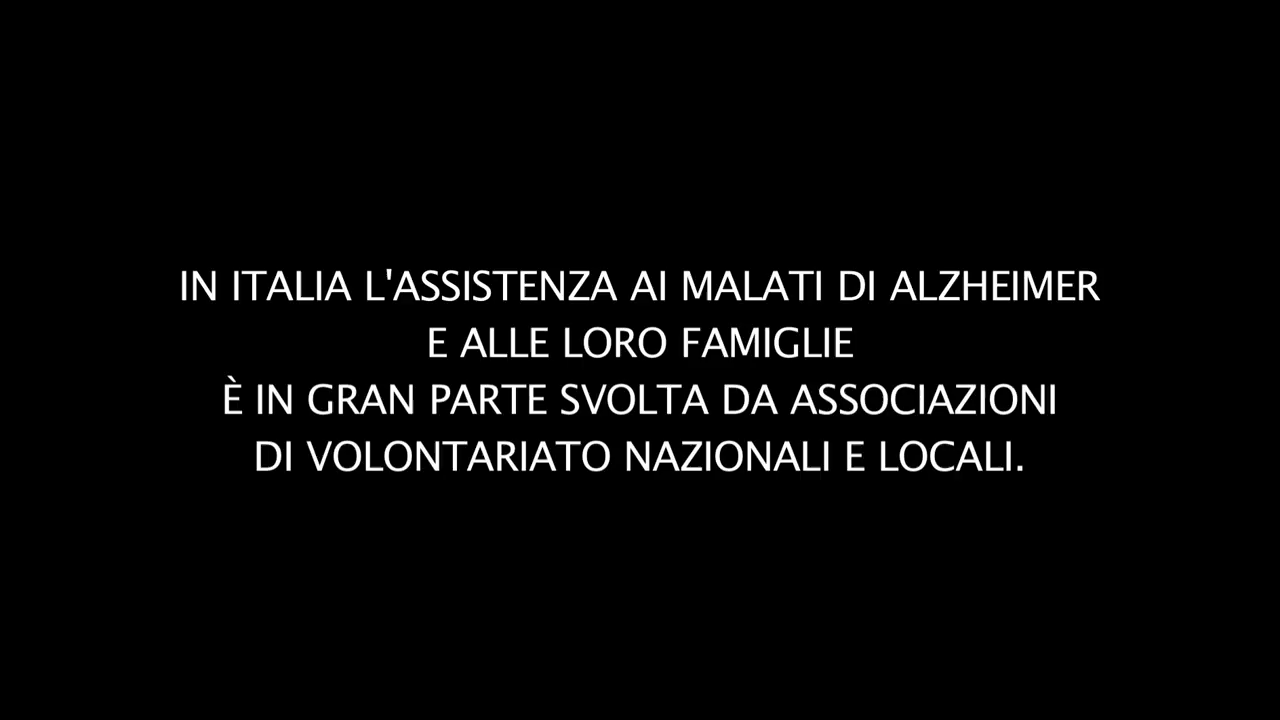 IN ITALIA L'ASSISTENZA AI MALATI DI ALZHEIMER
E ALLE LORO FAMIGLIE
È IN GRAN PARTE SVOLTA DA ASSOCIAZIONI
DI VOLONTARIATO NAZIONALI E LOCALI.